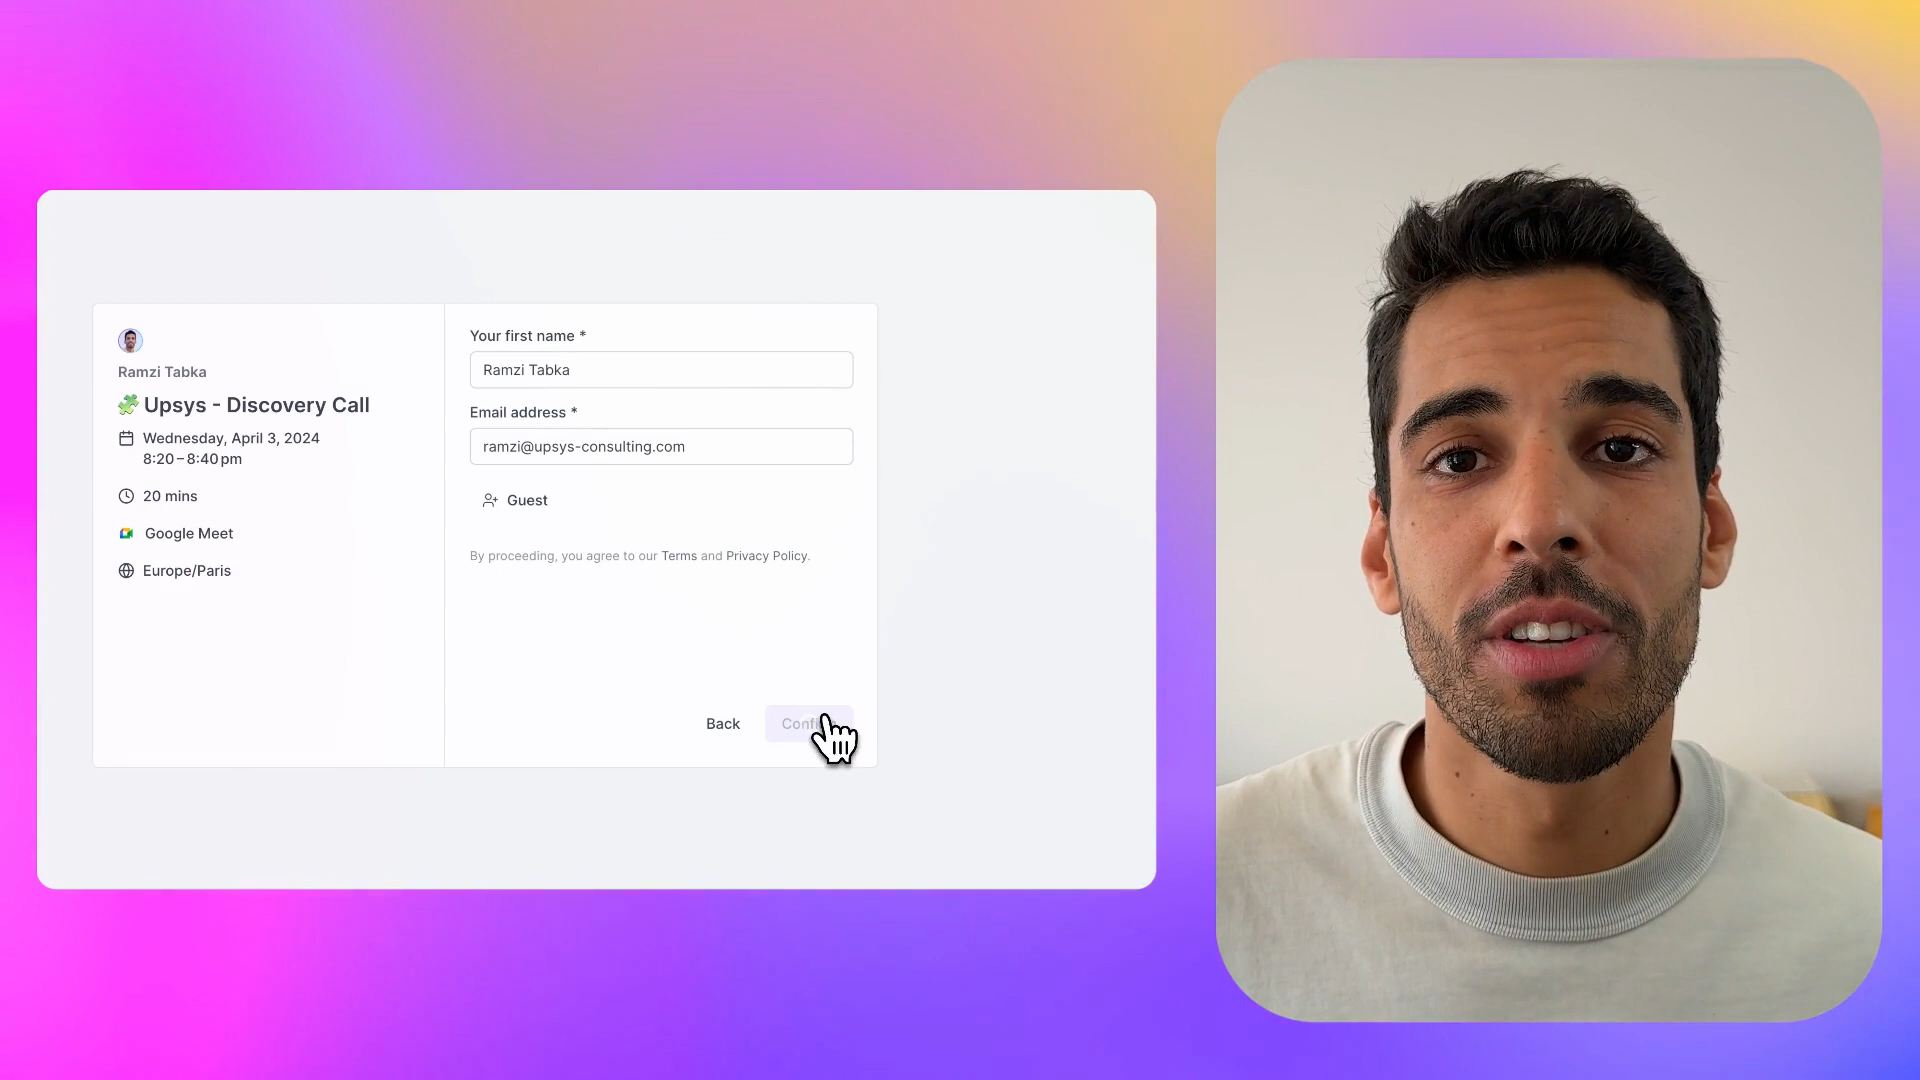 Ramzi Tabka
Upsys - Discovery Call
Wednesday, April 3, 2024
8:20 – 8:40 pm
20 mins
Google Meet
Europe/Paris
Your first name *
Ramzi Tabka
Email address *
ramzi@upsys-consulting.com
Guest
By proceeding, you agree to our Terms and Privacy Policy.
Back